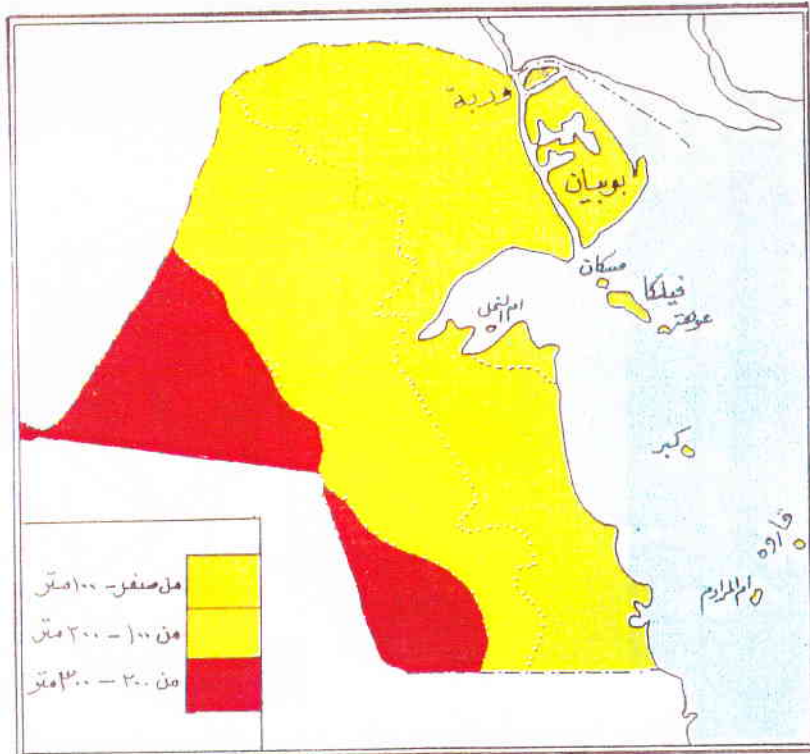 وربة
بوبيان
مسكان
فيلكا
عوهه
ام النمل
كبر
قاروه
ام المرادم
من صفر - ١٠٠ متر
من ١٠٠ - ٢٠٠ متر
من ٢٠٠ - ٣٠٠ متر